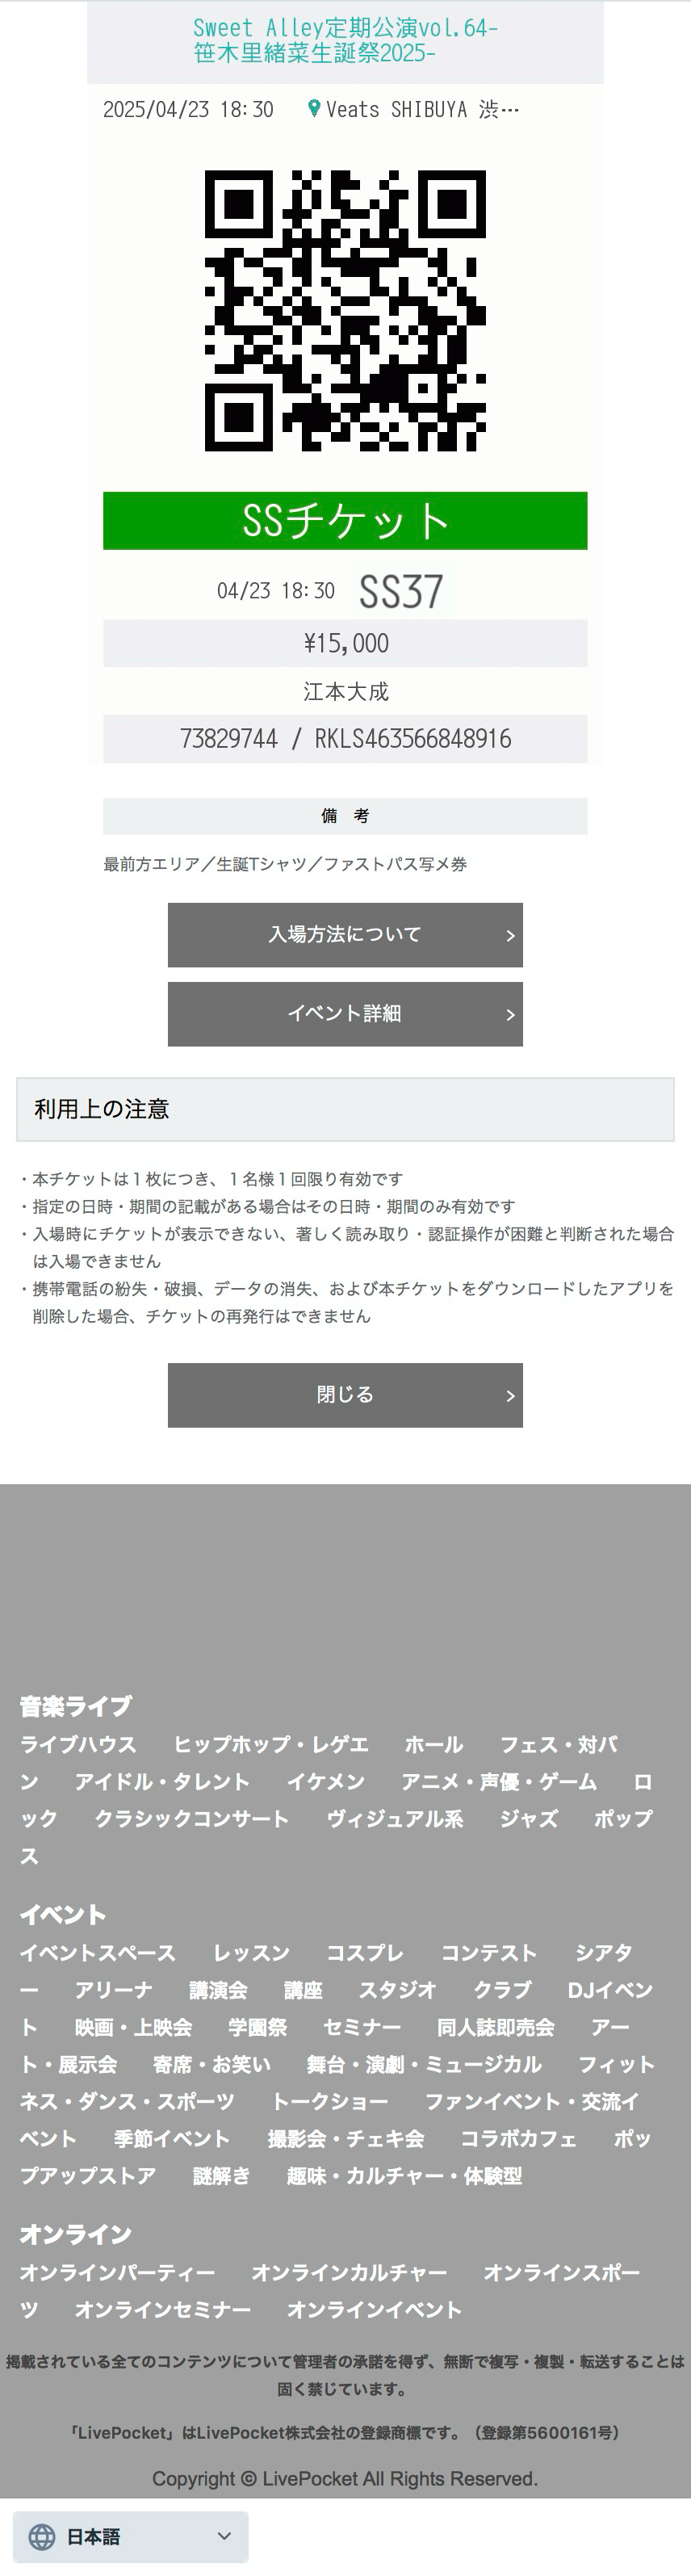 Sweet Alley定期公演vol.64-
笹木里緒菜生誕祭2025-
2025/04/23 18:30 Veats SHIBUYA 渋…
SSチケット
04/23 18:30 SS37
¥15,000
江本大成
73829744 / RKLS463566848916
備 考
最前方エリア／生誕Tシャツ／ファストパス写メ券
入場方法について
イベント詳細
利用上の注意
・本チケットは１枚につき、１名様１回限り有効です
・指定の日時・期間の記載がある場合はその日時・期間のみ有効です
・入場時にチケットが表示できない、著しく読み取り・認証操作が困難と判断された場合
は入場できません
・携帯電話の紛失・破損、データの消失、および本チケットをダウンロードしたアプリを
削除した場合、チケットの再発行はできません
閉じる
音楽ライブ
ライブハウス ヒップホップ・レゲエ ホール フェス・対バ
ン アイドル・タレント イケメン アニメ・声優・ゲーム ロ
ック クラシックコンサート ヴィジュアル系 ジャズ ポップ
ス
イベント
イベントスペース レッスン コスプレ コンテスト シアタ
ー アリーナ 講演会 講座 スタジオ クラブ DJイベン
ト 映画・上映会 学園祭 セミナー 同人誌即売会 アー
ト・展示会 寄席・お笑い 舞台・演劇・ミュージカル フィット
ネス・ダンス・スポーツ トークショー ファンイベント・交流イ
ベント 季節イベント 撮影会・チェキ会 コラボカフェ ポッ
プアップストア 謎解き 趣味・カルチャー・体験型
オンライン
オンラインパーティー オンラインカルチャー オンラインスポー
ツ オンラインセミナー オンラインイベント
掲載されている全てのコンテンツについて管理者の承諾を得ず、無断で複写・複製・転送することは
固く禁じています。
「LivePocket」はLivePocket株式会社の登録商標です。（登録第5600161号）
Copyright © LivePocket All Rights Reserved.
日本語